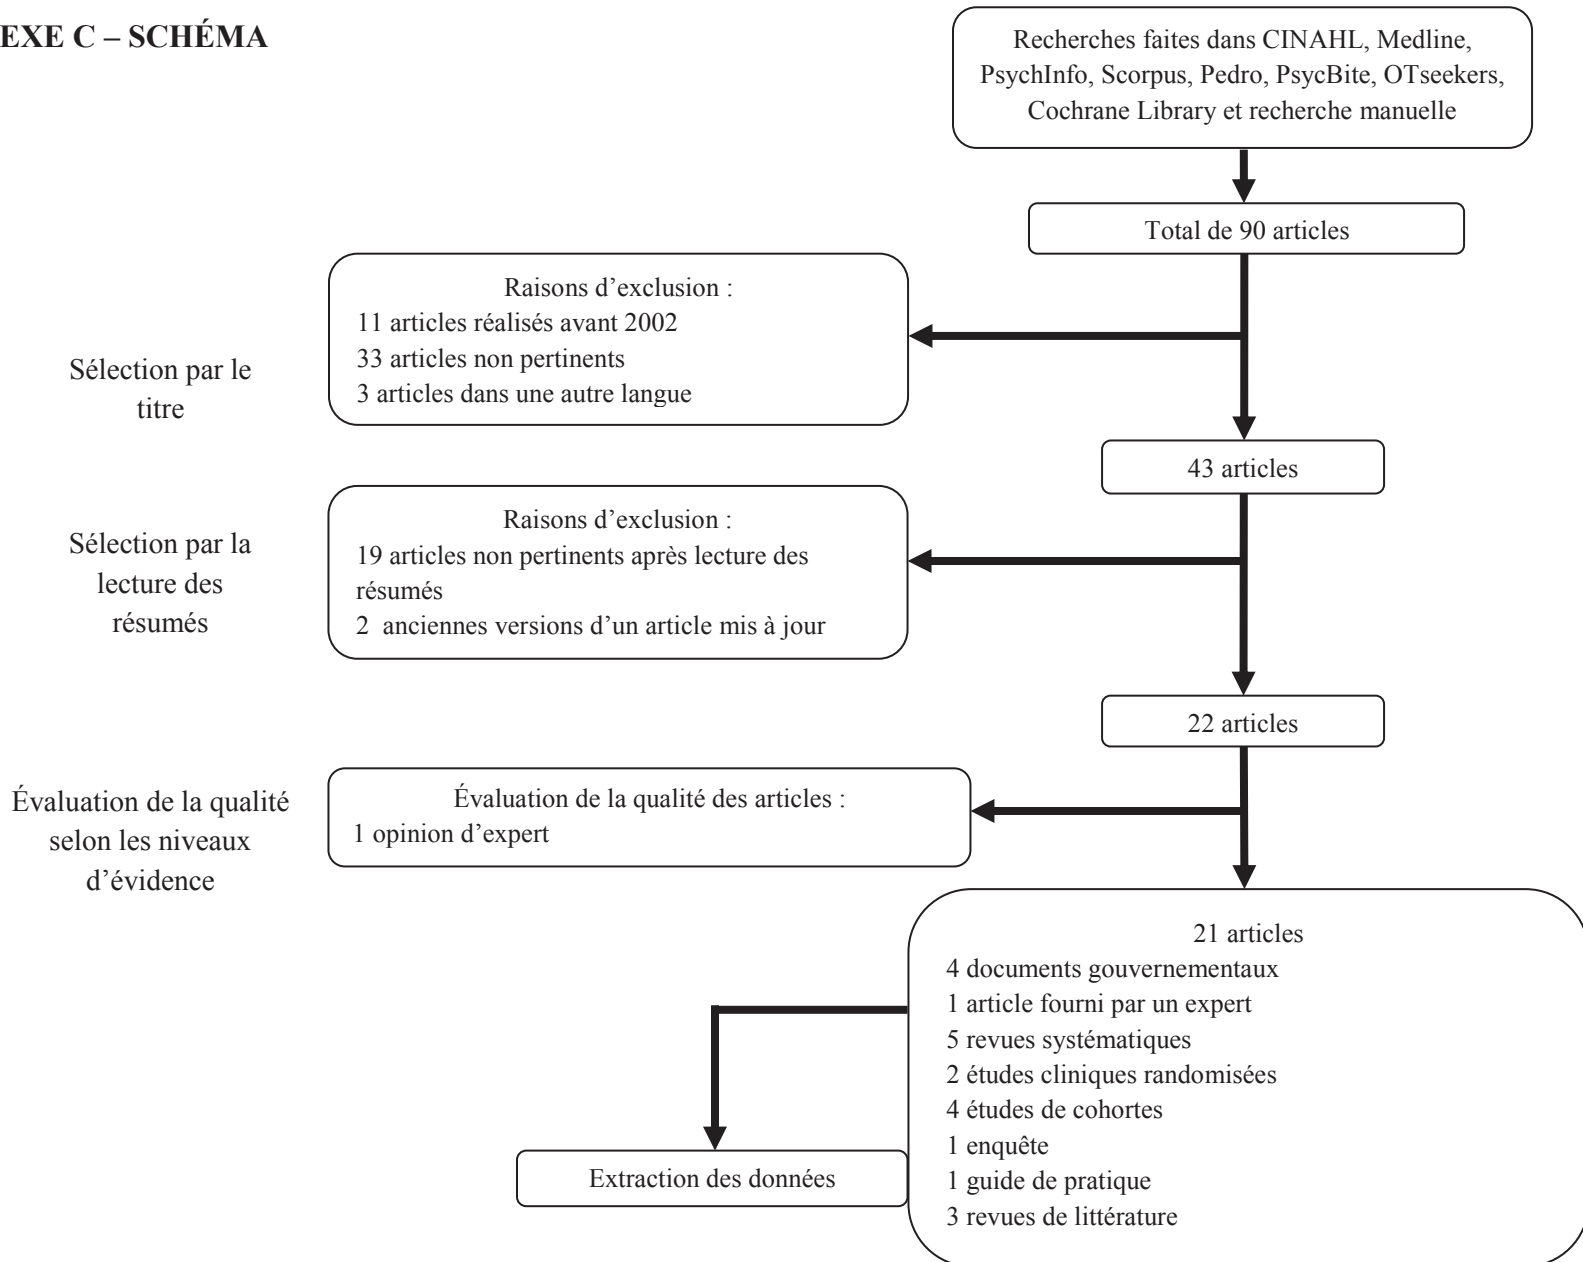 EXE C – SCHÉMA
Recherches faites dans CINAHL, Medline,
PsychInfo, Scorpus, Pedro, PsycBite, OTseekers,
Cochrane Library et recherche manuelle
Total de 90 articles
Sélection par le
titre
Raisons d’exclusion :
11 articles réalisés avant 2002
33 articles non pertinents
3 articles dans une autre langue
43 articles
Sélection par la
lecture des
résumés
Raisons d’exclusion :
19 articles non pertinents après lecture des
résumés
2  anciennes versions d’un article mis à jour
22 articles
Évaluation de la qualité
selon les niveaux
d’évidence
Évaluation de la qualité des articles :
1 opinion d’expert
21 articles
4 documents gouvernementaux
1 article fourni par un expert
5 revues systématiques
2 études cliniques randomisées
4 études de cohortes
1 enquête
1 guide de pratique
3 revues de littérature
Extraction des données